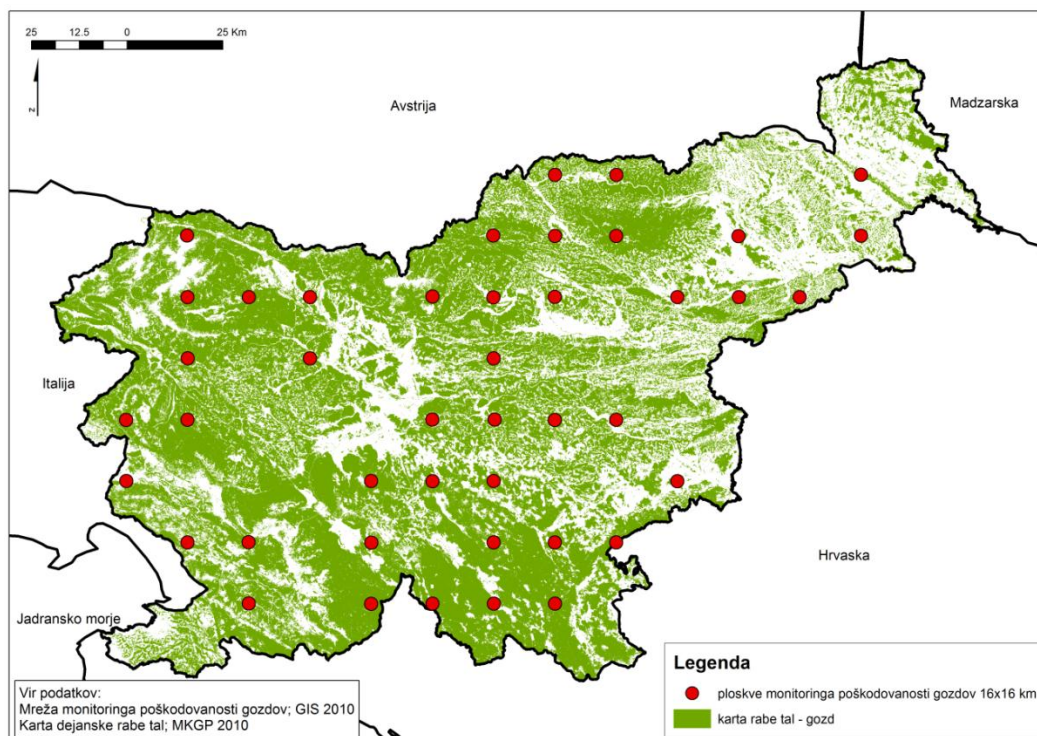 25 12.5 0 25 Km
z
Avstrija
Madzarska
Italija
Hrvaska
Jadransko morje
Legenda
ploskve monitoringa poškodovanosti gozdov 16x16 km
karta rabe tal - gozd
Vir podatkov:
Mreža monitoringa poškodovanosti gozdov; GIS 2010
Karta dejanske rabe tal; MKGP 2010